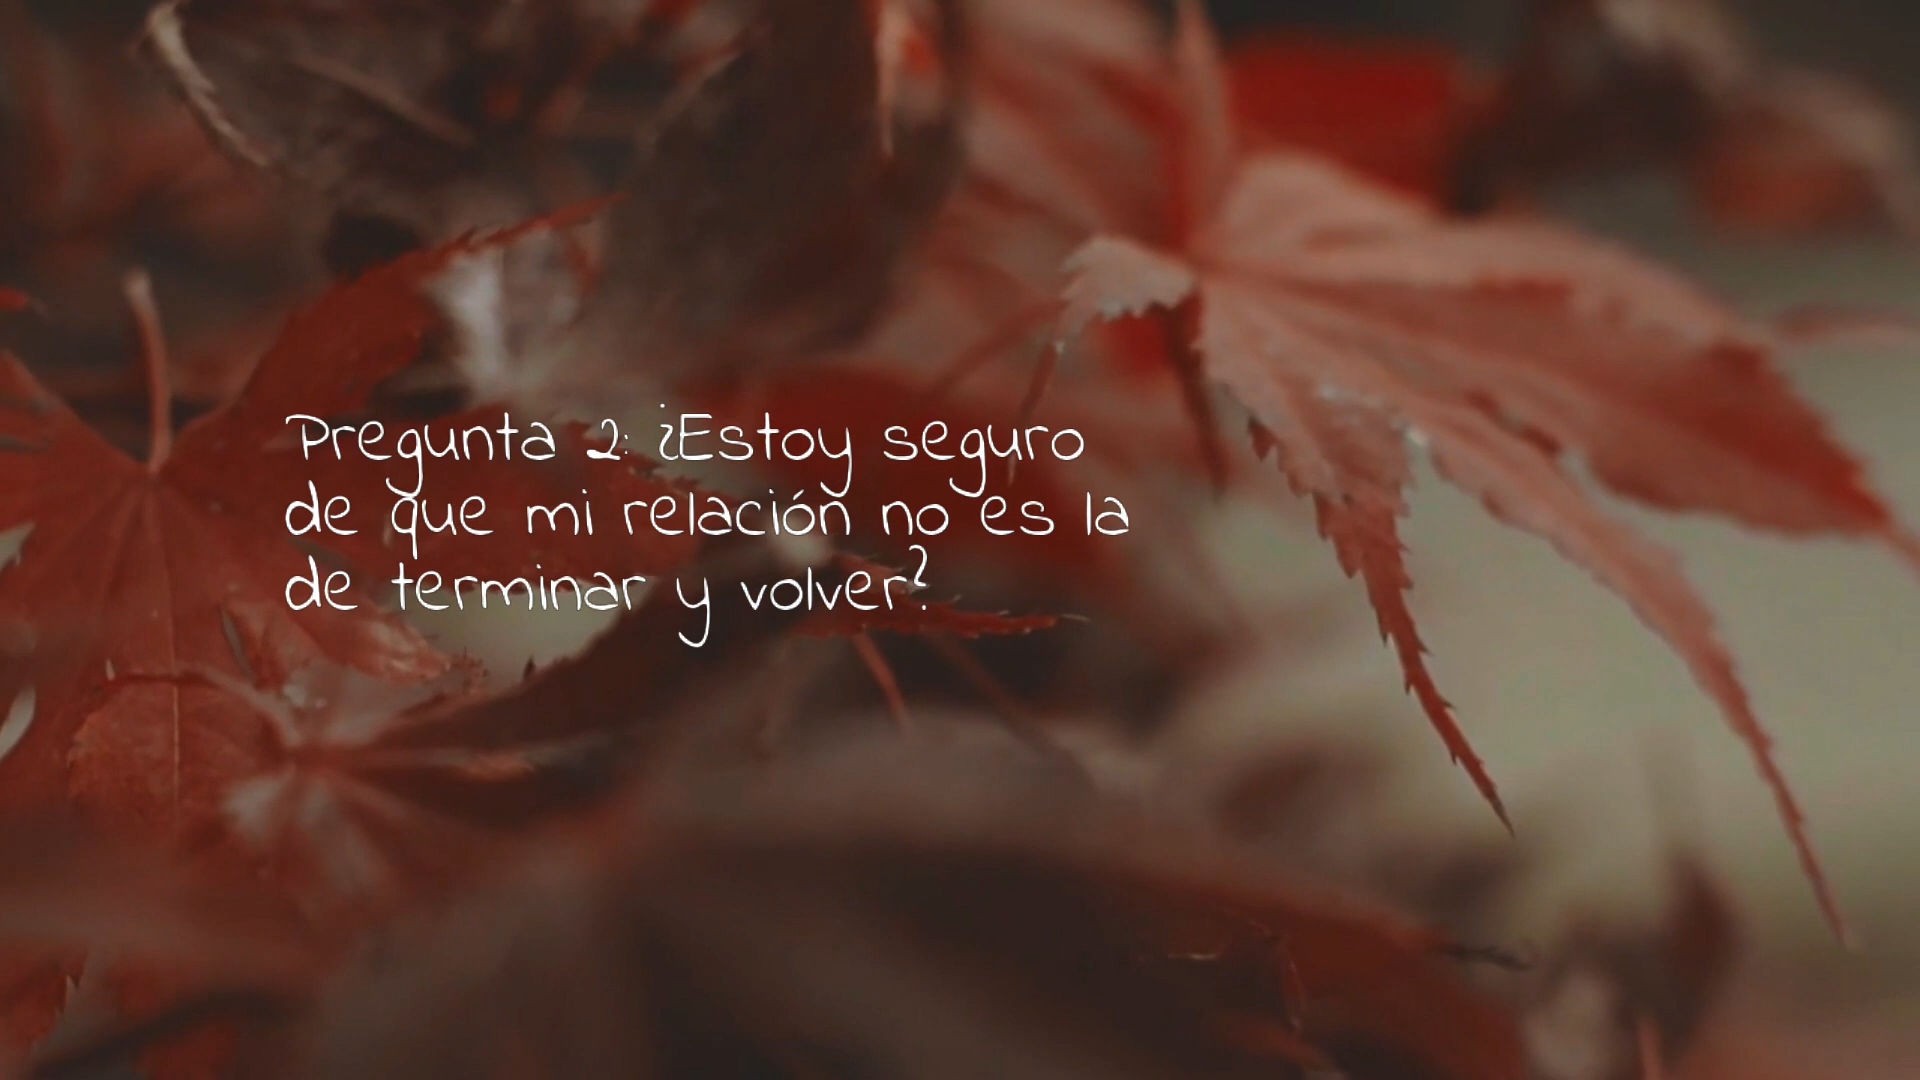 Pregunta 2: ¿Estoy seguro
de que mi relación no es la
de terminar y volver?